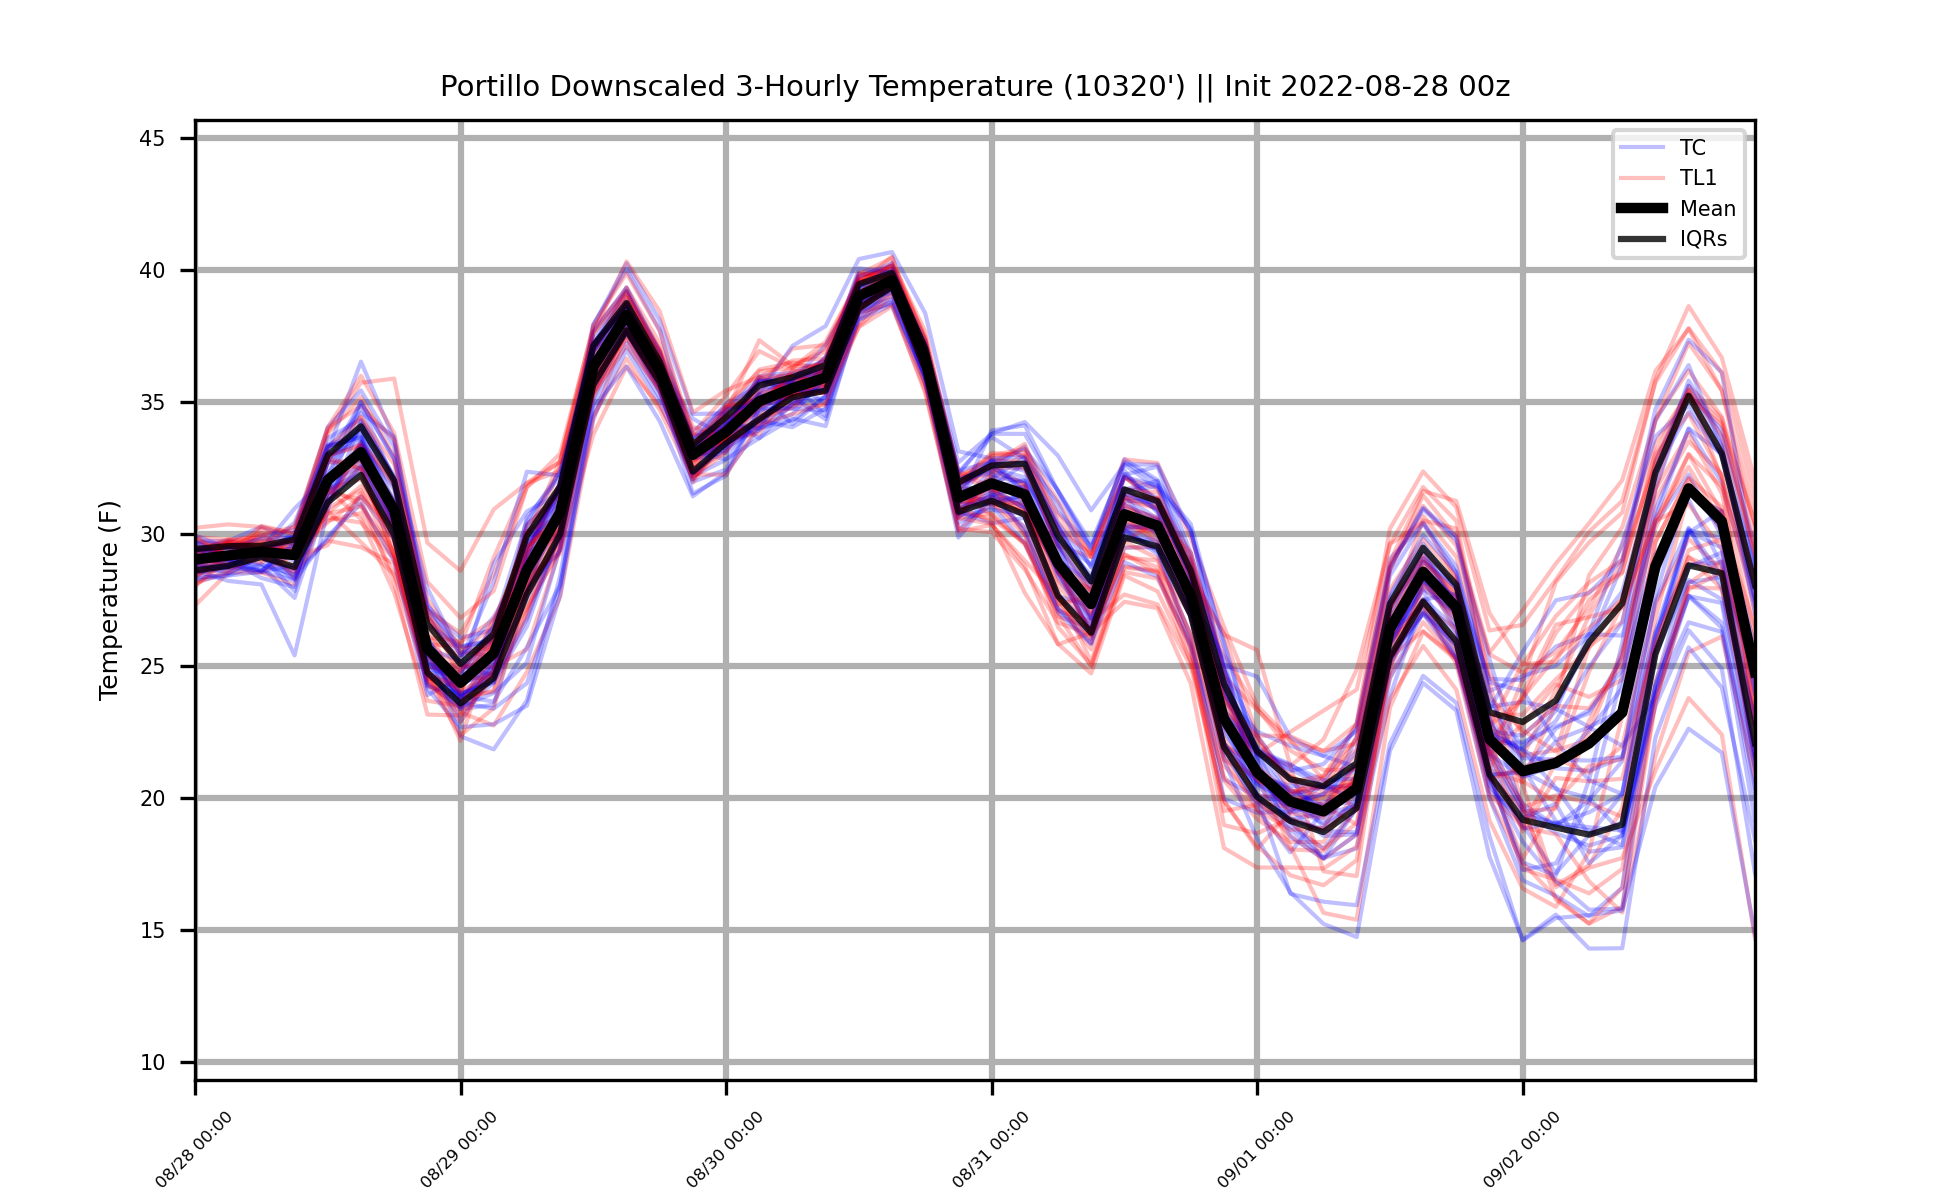 Portillo Downscaled 3-Hourly Temperature (10320') || Init 2022-08-28 00z
Temperature (F)
45
40
35
30
25
20
15
10
TC
TL1
Mean
IQRs
08/28 00:00
08/29 00:00
08/30 00:00
08/31 00:00
09/01 00:00
09/02 00:00